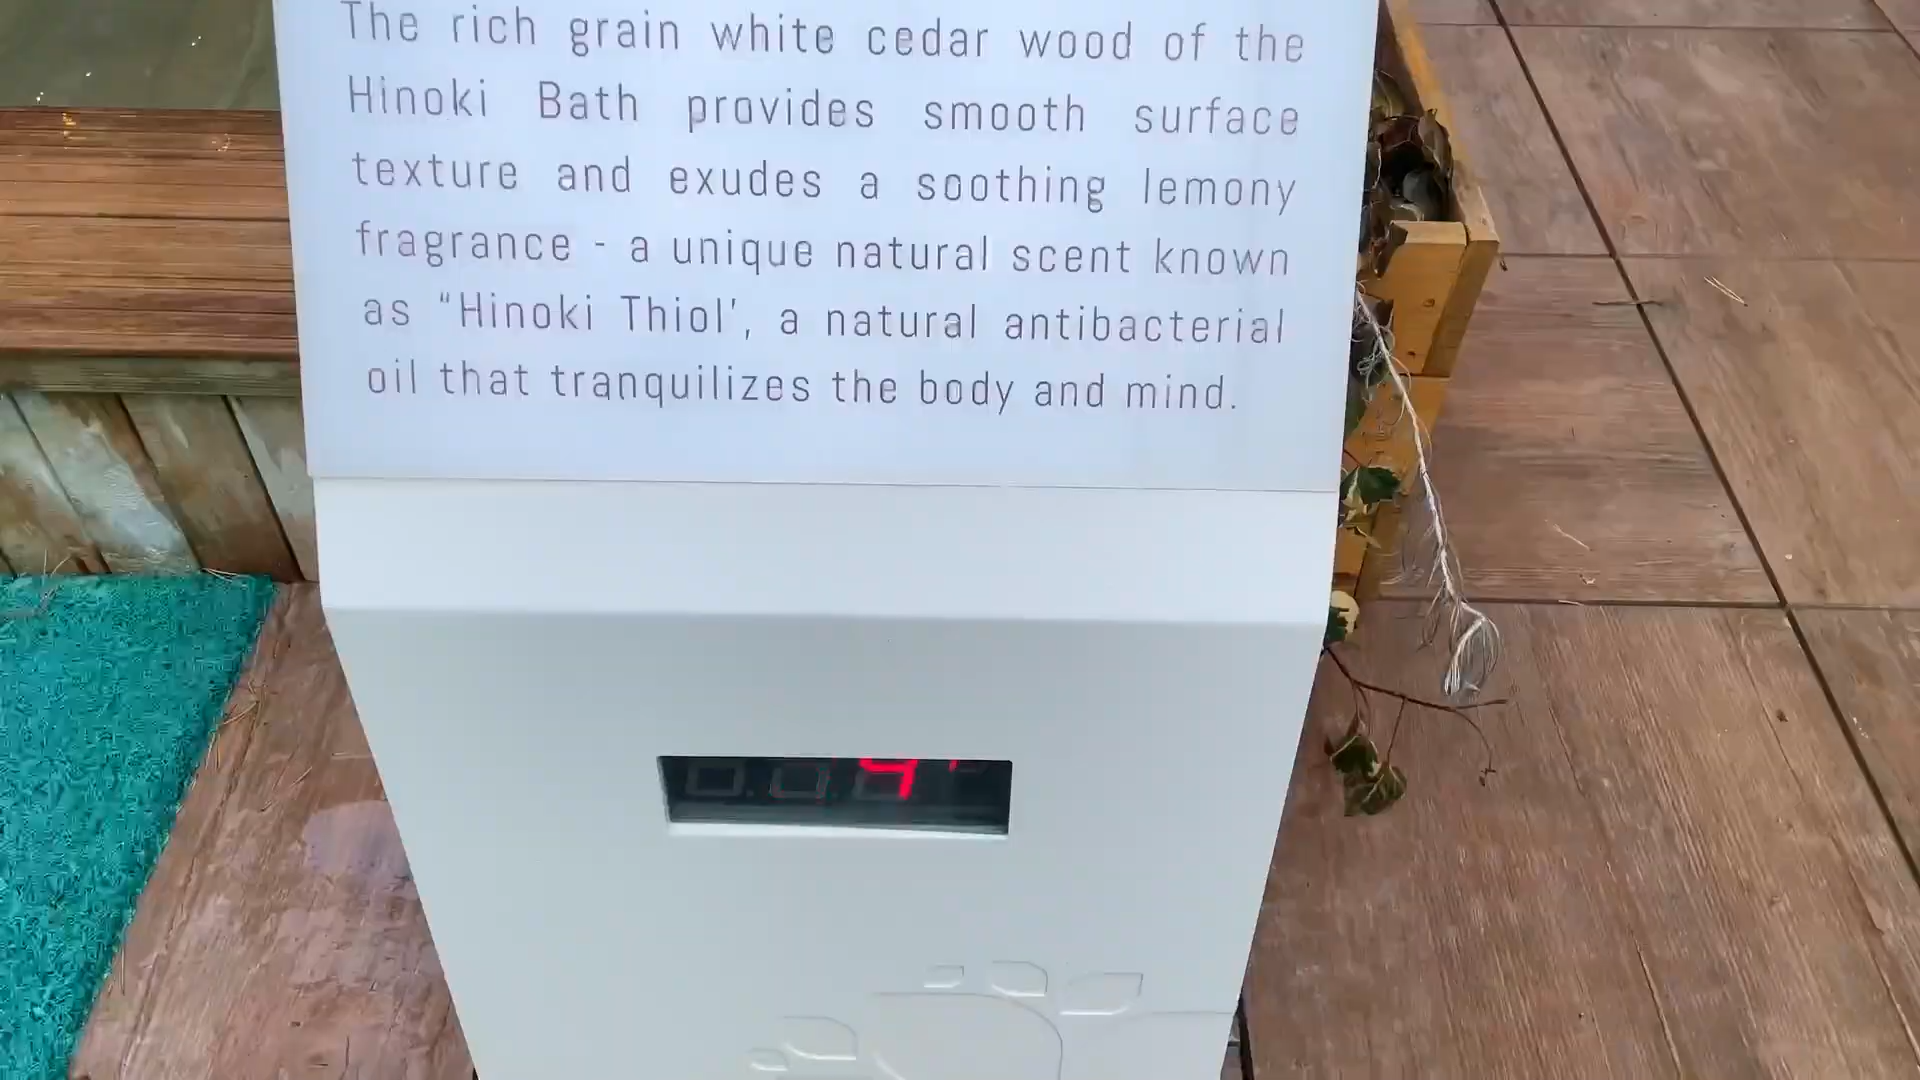 The rich grain white cedar wood of the
Hinoki Bath provides smooth surface
texture and exudes a soothing lemony
fragrance - a unique natural scent known
as "Hinoki Thiol', a natural antibacterial
oil that tranquilizes the body and mind.